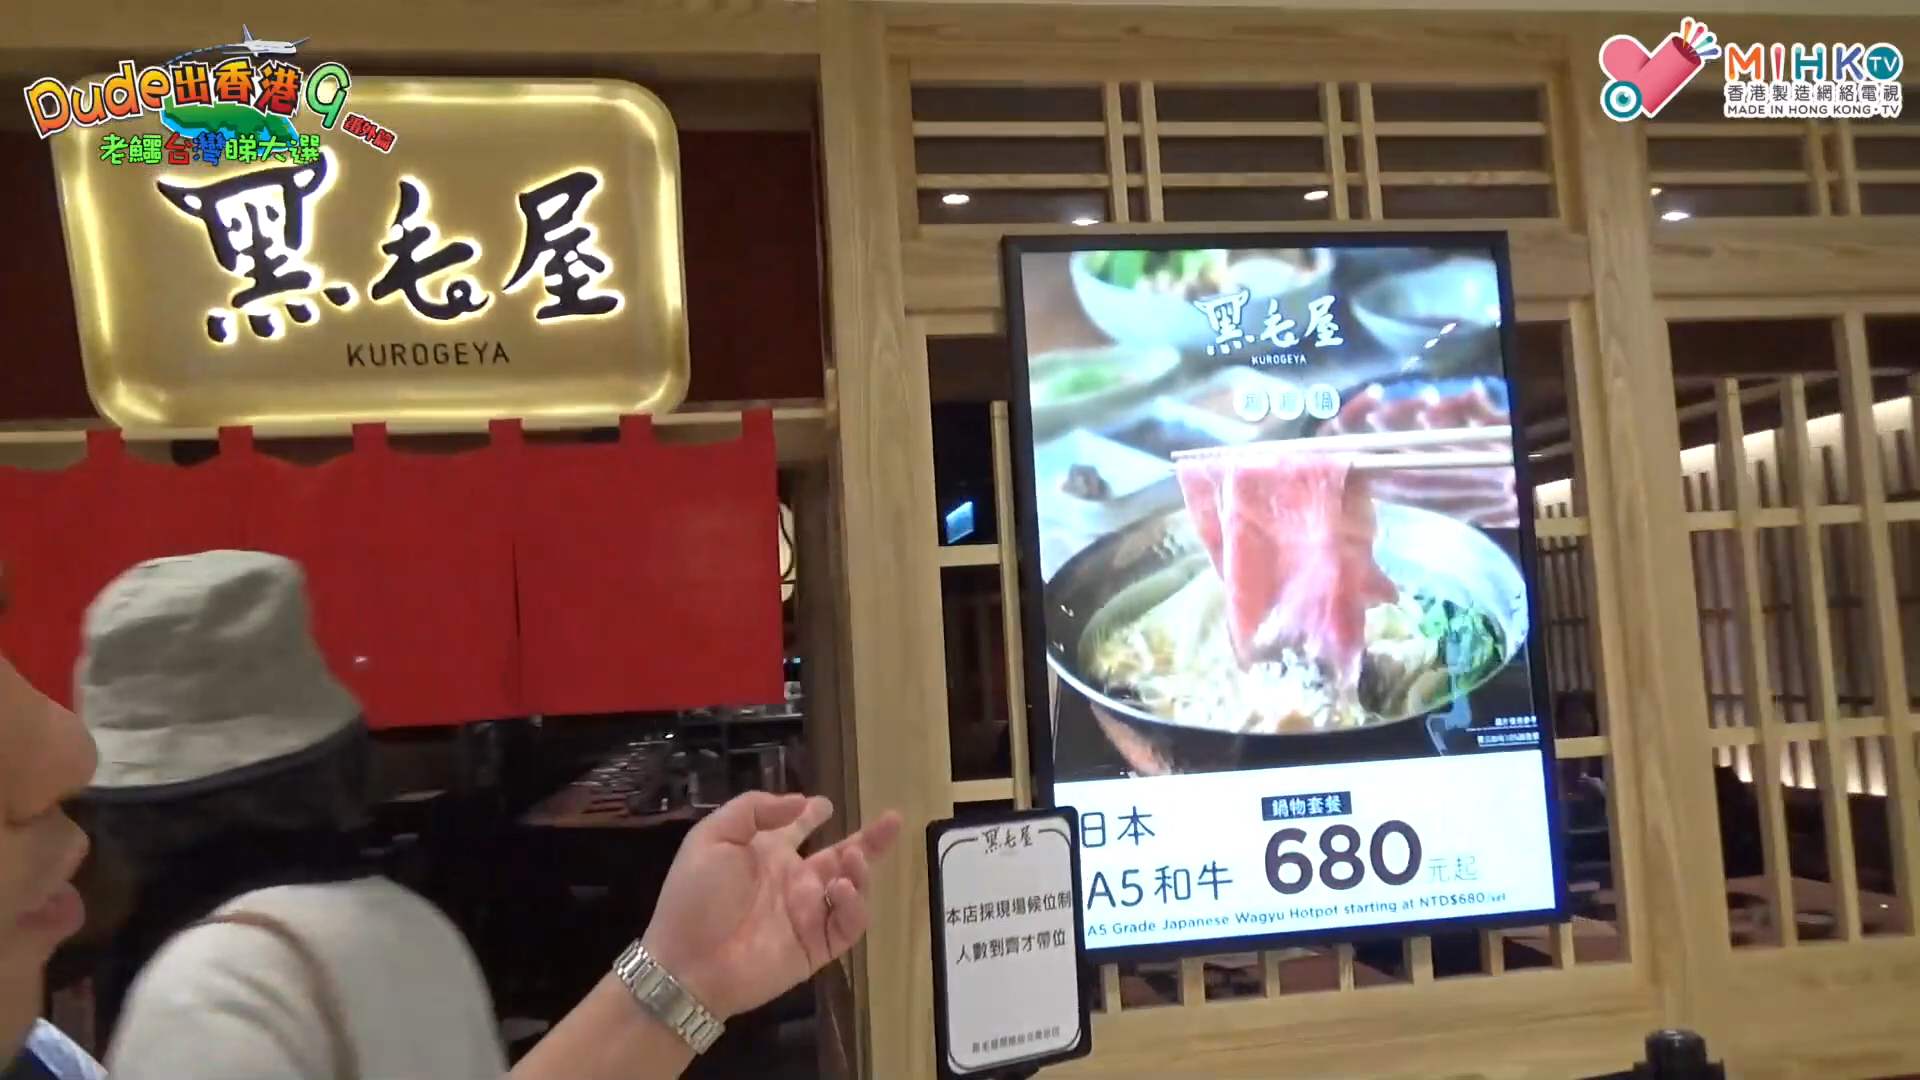 Dude出香港9
番外篇
老鱷台灣睇大選
MIHK TV
香港製造網絡電視
MADE IN HONG KONG・TV
黑毛屋
KUROGEYA
黑毛屋
KUROGEYA
鍋物套餐
日本
A5和牛 680元起
A5 Grade Japanese Wagyu Hotpot starting at NTD$680/set
黑毛屋
本店採現場候位制
人數到齊才帶位